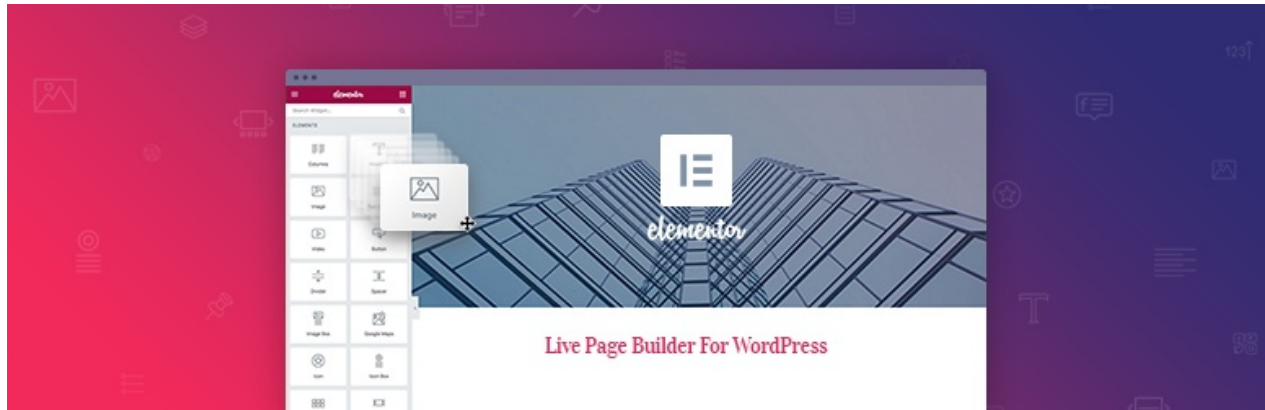 elementor
Search Widget...
ELEMENTS
Columns
Image
Image
Video
Button
Divider
Spacer
Image Box
Google Maps
Icon
Icon Box
elementor
Live Page Builder For WordPress
123